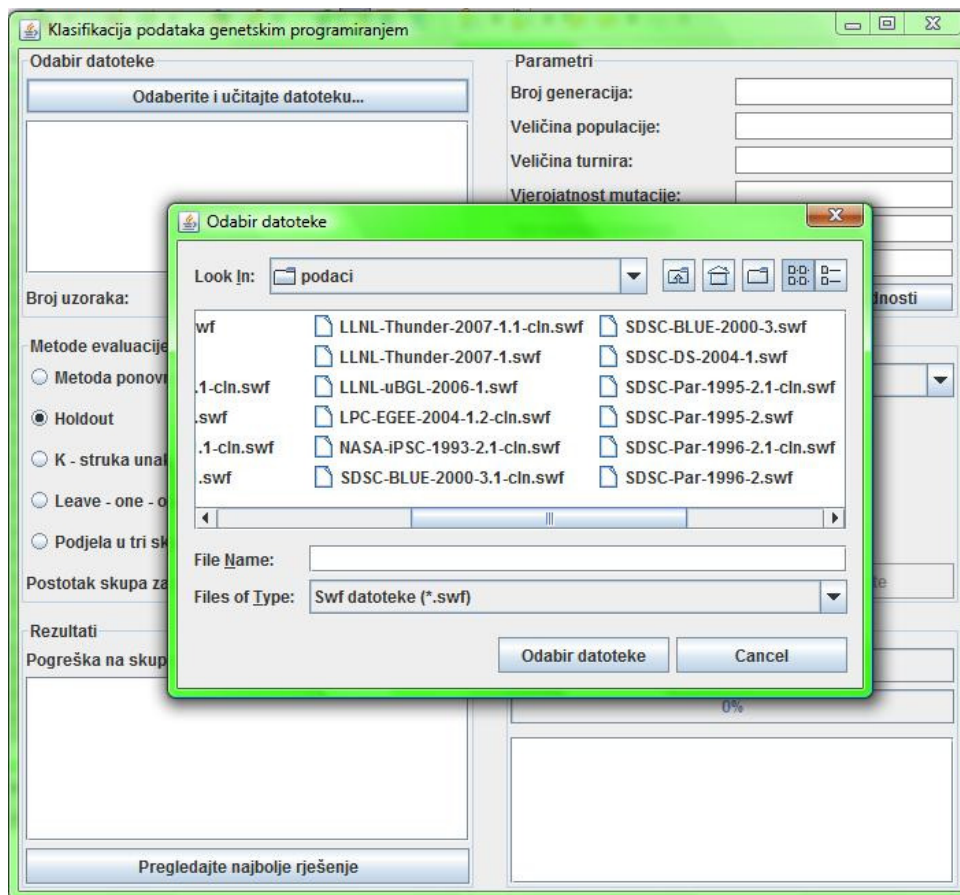 Klasifikacija podataka genetskim programiranjem
Odabir datoteke
Odaberite i učitajte datoteku...
Broj uzoraka:
Parametri
Broj generacija:
Veličina populacije:
Veličina turnira:
Vjerojatnost mutacije:
Odabir datoteke
Look In:
podaci
wf
.1-cln.swf
.swf
.1-cln.swf
.swf
LLNL-Thunder-2007-1.1-cln.swf
LLNL-Thunder-2007-1.swf
LLNL-uBGL-2006-1.swf
LPC-EGEE-2004-1.2-cln.swf
NASA-iPSC-1993-2.1-cln.swf
SDSC-BLUE-2000-3.1-cln.swf
SDSC-BLUE-2000-3.swf
SDSC-DS-2004-1.swf
SDSC-Par-1995-2.1-cln.swf
SDSC-Par-1995-2.swf
SDSC-Par-1996-2.1-cln.swf
SDSC-Par-1996-2.swf
File Name:
Files of Type: Swf datoteke (*.swf)
Odabir datoteke Cancel
Metode evaluacije
Metoda
Holdout
K - struka
Leave - one -
Podjela u tri
Postotak skupa za
Rezultati
Pogreška na
0%
Pregledajte najbolje rješenje